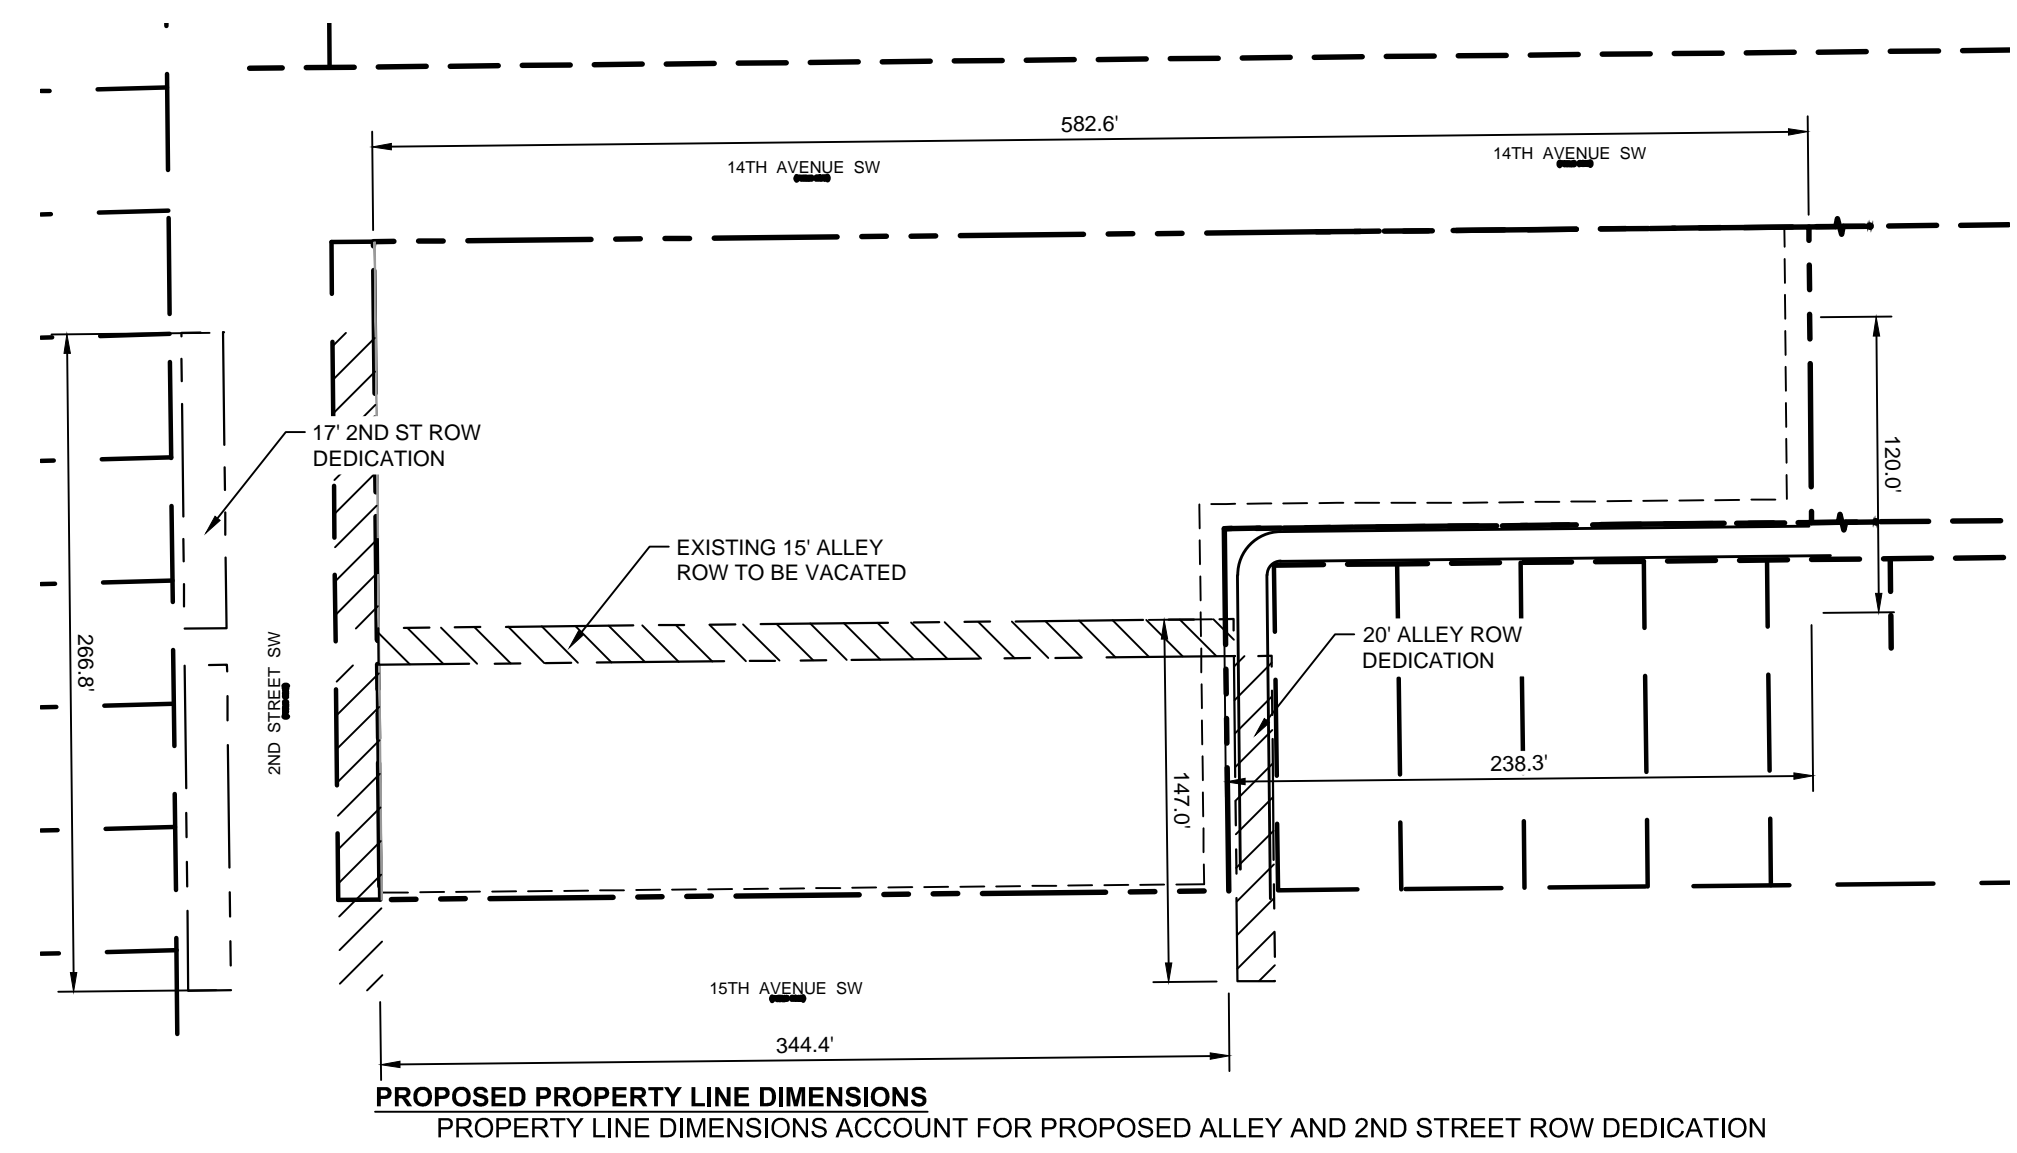 582.6'
14TH AVENUE SW
14TH AVENUE SW
17' 2ND ST ROW
DEDICATION
120.0'
EXISTING 15' ALLEY
ROW TO BE VACATED
20' ALLEY ROW
DEDICATION
266.8'
2ND STREET SW
238.3'
147.0'
15TH AVENUE SW
344.4'
PROPOSED PROPERTY LINE DIMENSIONS
PROPERTY LINE DIMENSIONS ACCOUNT FOR PROPOSED ALLEY AND 2ND STREET ROW DEDICATION